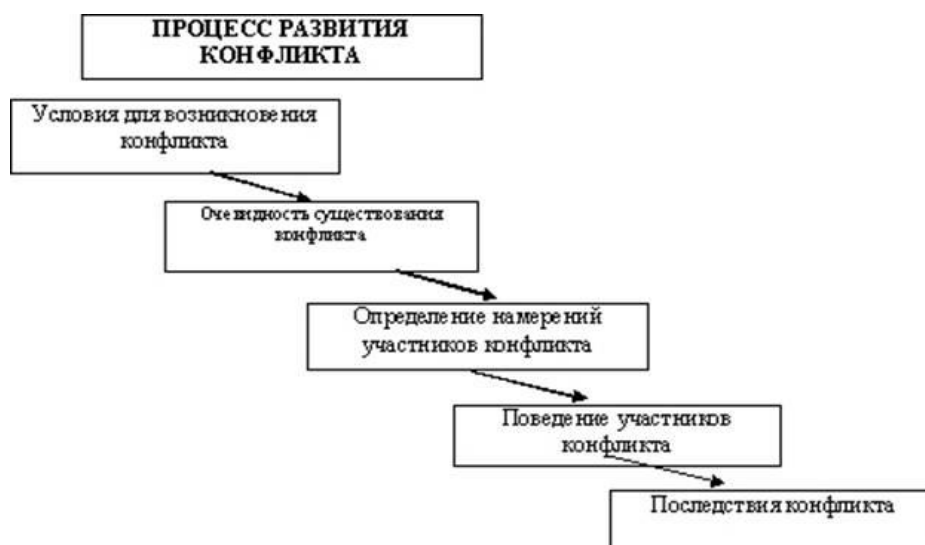 ПРОЦЕСС РАЗВИТИЯ
КОНФЛИКТА
Условия для возникновения
конфликта
Очевидность существования
конфликта
Определение намерений
участников конфликта
Поведение участников
конфликта
Последствия конфликта